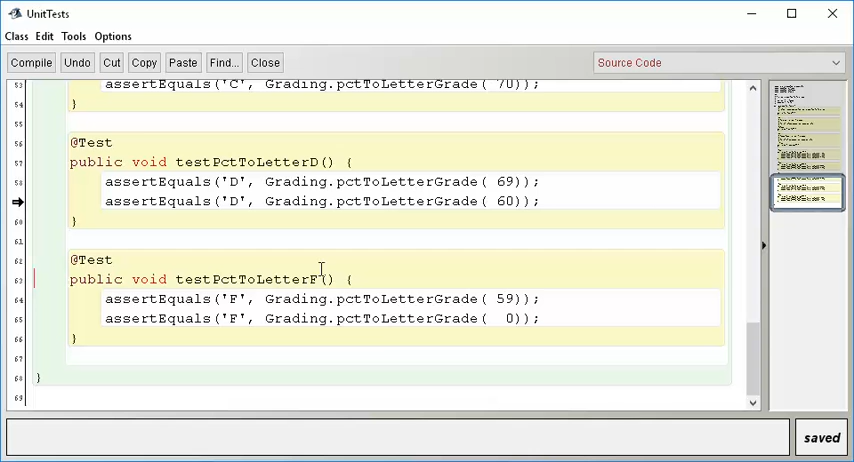 UnitTests
Class Edit Tools Options
Compile Undo Cut Copy Paste Find... Close Source Code
53 assertEquals('C', Grading.pctToLetterGrade( 70));
54 }
55
56 @Test
57 public void testPctToLetterD() {
58 assertEquals('D', Grading.pctToLetterGrade( 69));
59 assertEquals('D', Grading.pctToLetterGrade( 60));
60 }
61
62 @Test
63 public void testPctToLetterF() {
64 assertEquals('F', Grading.pctToLetterGrade( 59));
65 assertEquals('F', Grading.pctToLetterGrade( 0));
66 }
67
68 }
69
saved